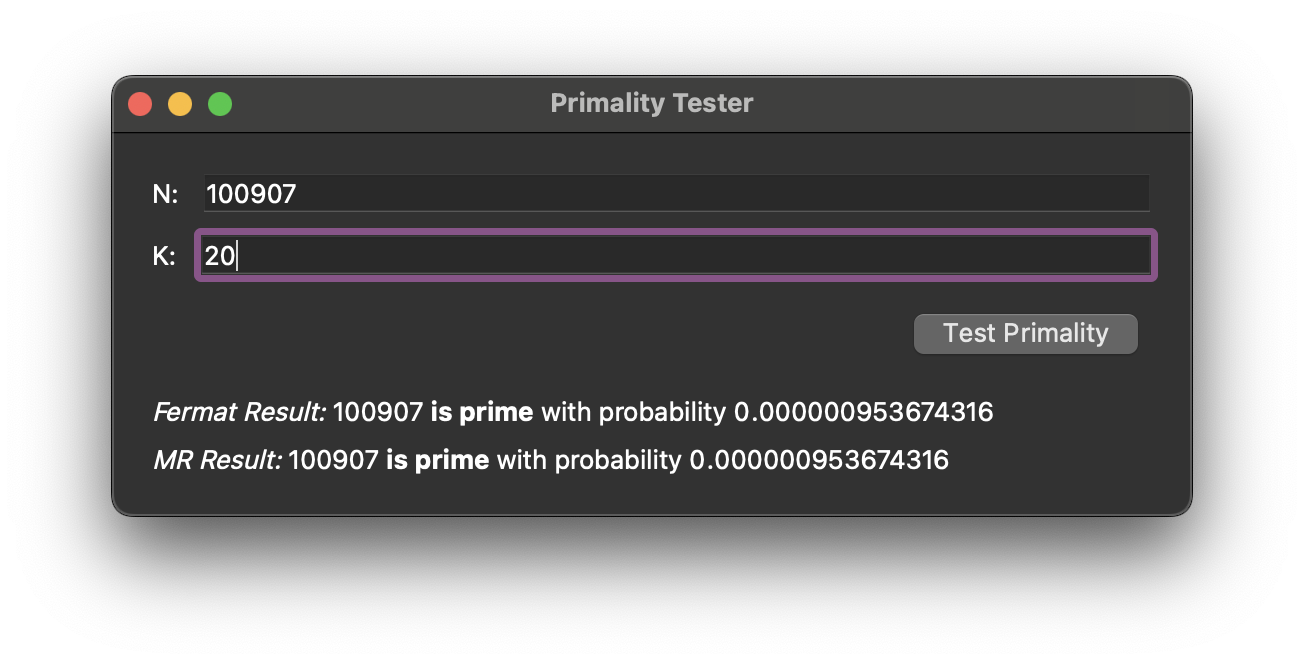 Primality Tester
N: 100907
K: 20
Test Primality
Fermat Result: 100907 is prime with probability 0.000000953674316
MR Result: 100907 is prime with probability 0.000000953674316